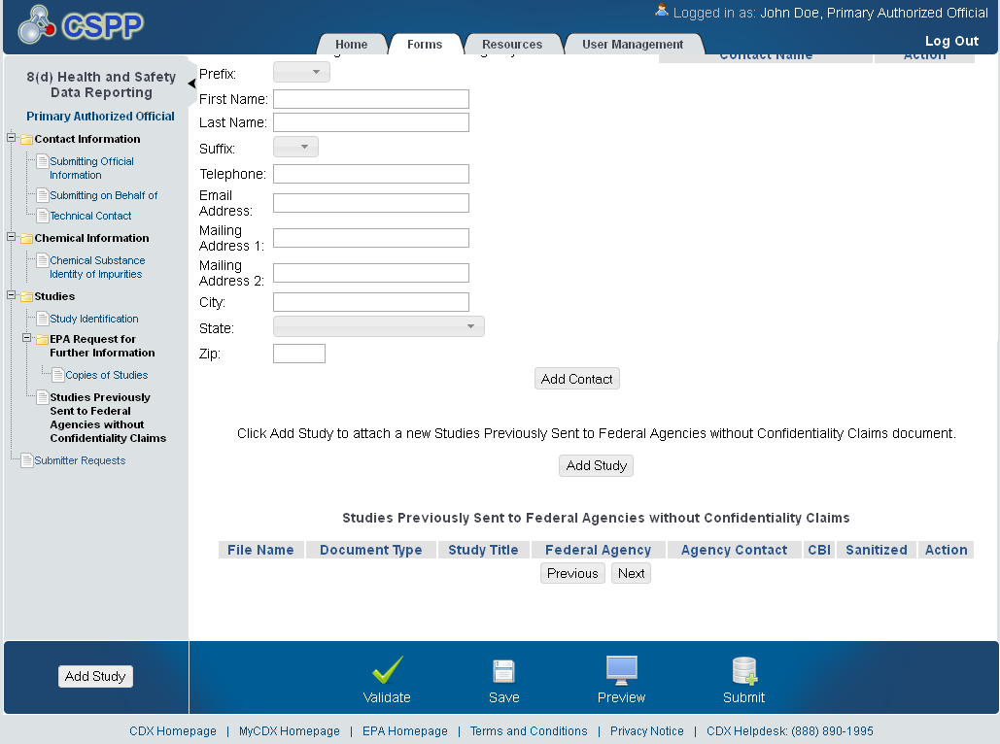 CSPP
Logged in as: John Doe, Primary Authorized Official
Home
Forms
Resources
User Management
Log Out
8(d) Health and Safety
Data Reporting
Primary Authorized Official
Contact Information
Submitting Official
Information
Submitting on Behalf of
Technical Contact
Chemical Information
Chemical Substance
Identity of Impurities
Studies
Study Identification
EPA Request for
Further Information
Copies of Studies
Studies Previously
Sent to Federal
Agencies without
Confidentiality Claims
Submitter Requests
Contact Name
Action
Prefix:
First Name:
Last Name:
Suffix:
Telephone:
Email
Address:
Mailing
Address 1:
Mailing
Address 2:
City:
State:
Zip:
Add Contact
Click Add Study to attach a new Studies Previously Sent to Federal Agencies without Confidentiality Claims document.
Add Study
Studies Previously Sent to Federal Agencies without Confidentiality Claims
File Name Document Type Study Title Federal Agency Agency Contact CBI Sanitized Action
Previous Next
Add Study
Validate
Save
Preview
Submit
CDX Homepage | MyCDX Homepage | EPA Homepage | Terms and Conditions | Privacy Notice | CDX Helpdesk: (888) 890-1995